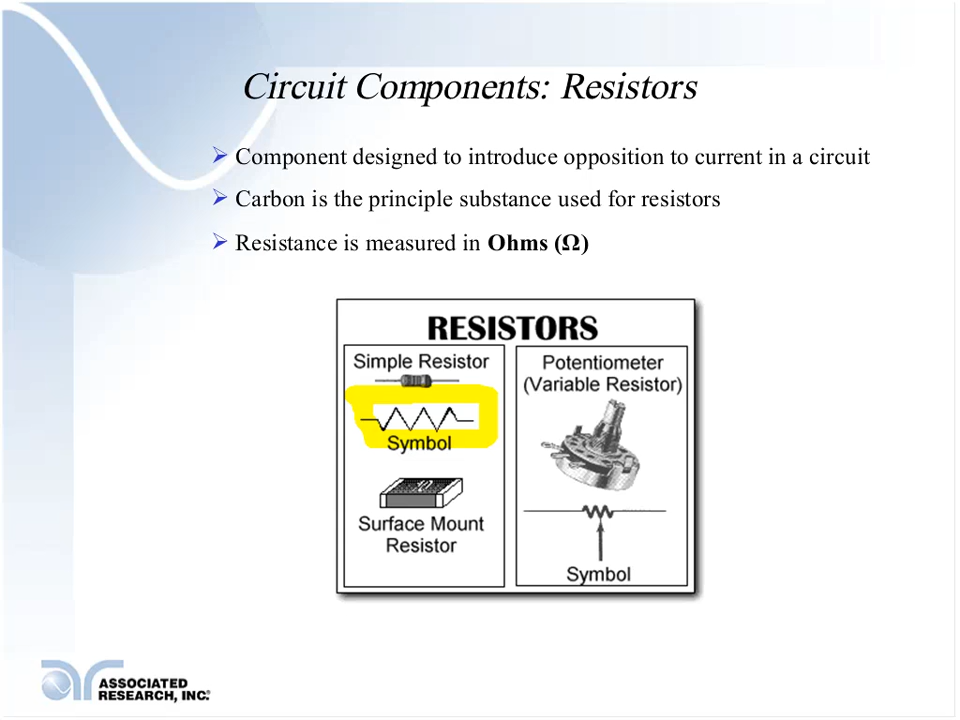 Circuit Components: Resistors
➢ Component designed to introduce opposition to current in a circuit
➢ Carbon is the principle substance used for resistors
➢ Resistance is measured in Ohms (Ω)
RESISTORS
Simple Resistor
Symbol
Surface Mount
Resistor
Potentiometer
(Variable Resistor)
Symbol
ASSOCIATED
RESEARCH, INC.®